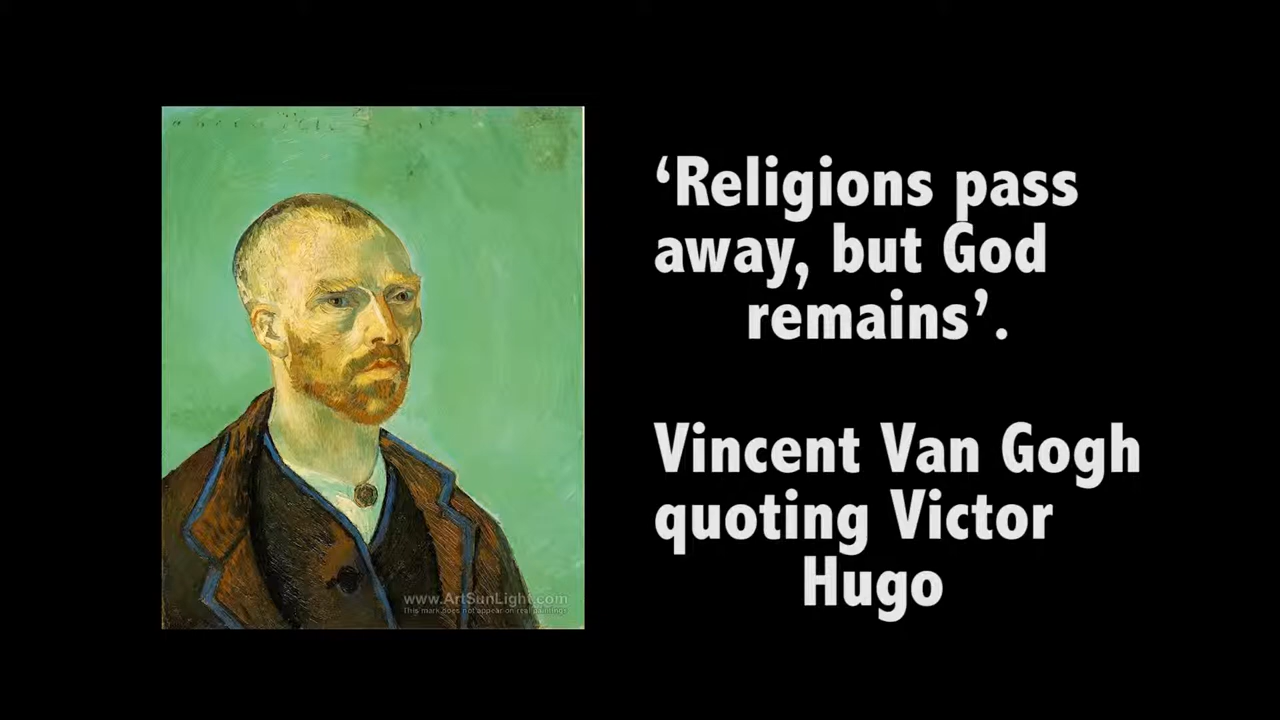 ‘Religions pass
away, but God
remains’.
Vincent Van Gogh
quoting Victor
Hugo
www.ArtSunLight.com
This mark does not appear on real paintings